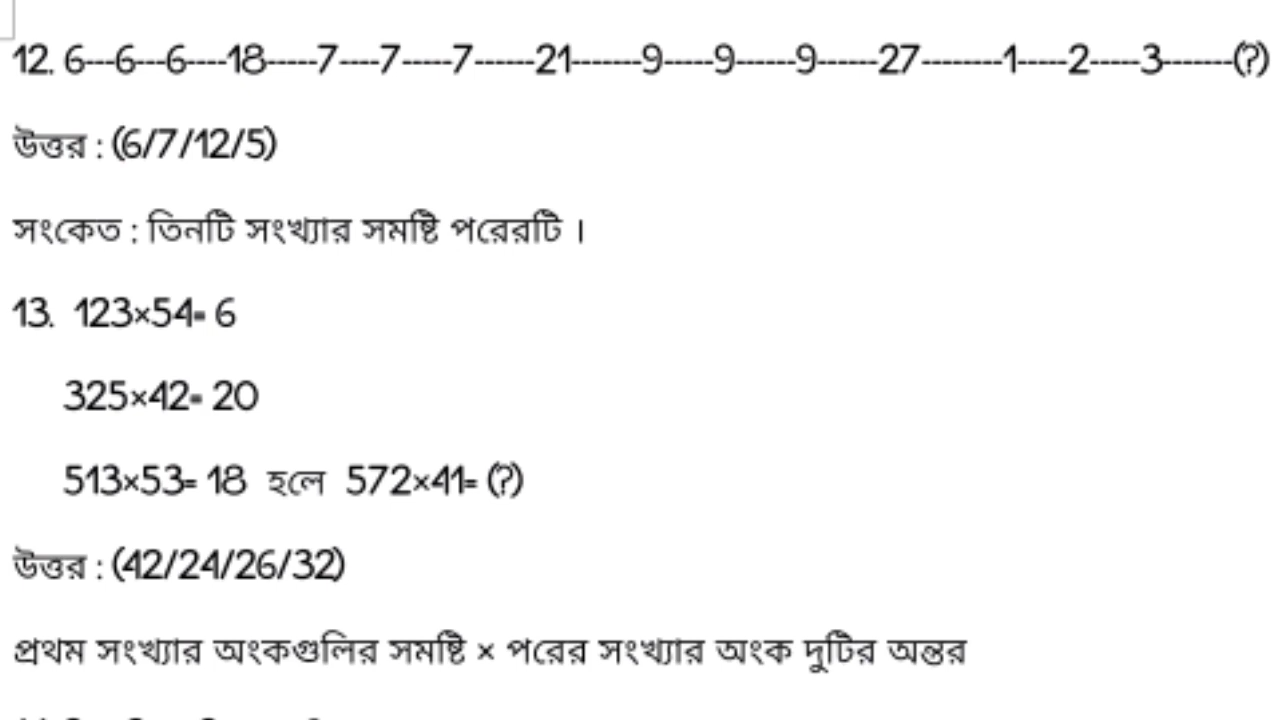 12. 6---6---6----18-----7----7-----7------21-------9-----9------9------27--------1-----2-----3-------(?)
উত্তর : (6/7/12/5)
সংকেত : তিনটি সংখ্যার সমষ্টি পরেরটি ।
13. 123×54= 6
325×42= 20
513×53= 18 হলে 572×41= (?)
উত্তর : (42/24/26/32)
প্রথম সংখ্যার অংকগুলির সমষ্টি × পরের সংখ্যার অংক দুটির অন্তর